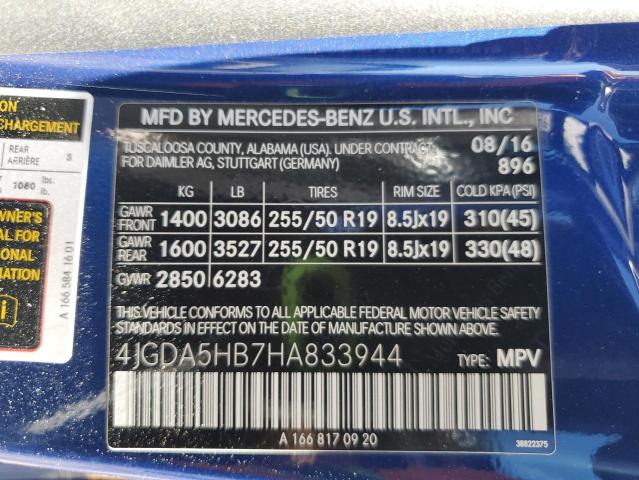 ON
CHARGEMENT
REAR
ARRIÈRE
3
1080 lbs.
lb.
WNER'S
AL FOR
IONAL
MATION
A 166 584 16 01
MFD BY MERCEDES-BENZ U.S. INTL., INC
TUSCALOOSA COUNTY, ALABAMA (USA). UNDER CONTRACT 08/16
FOR DAIMLER AG, STUTTGART (GERMANY) 896
KG LB TIRES RIM SIZE COLD KPA(PSI)
GAWR FRONT 1400 3086 255/50 R19 8.5Jx19 310(45)
GAWR REAR 1600 3527 255/50 R19 8.5Jx19 330(48)
GVWR 2850 6283
THIS VEHICLE CONFORMS TO ALL APPLICABLE FEDERAL MOTOR VEHICLE SAFETY
STANDARDS IN EFFECT ON THE DATE OF MANUFACTURE SHOWN ABOVE.
4JGDA5HB7HA833944 TYPE: MPV
A 166 817 09 20
38822375